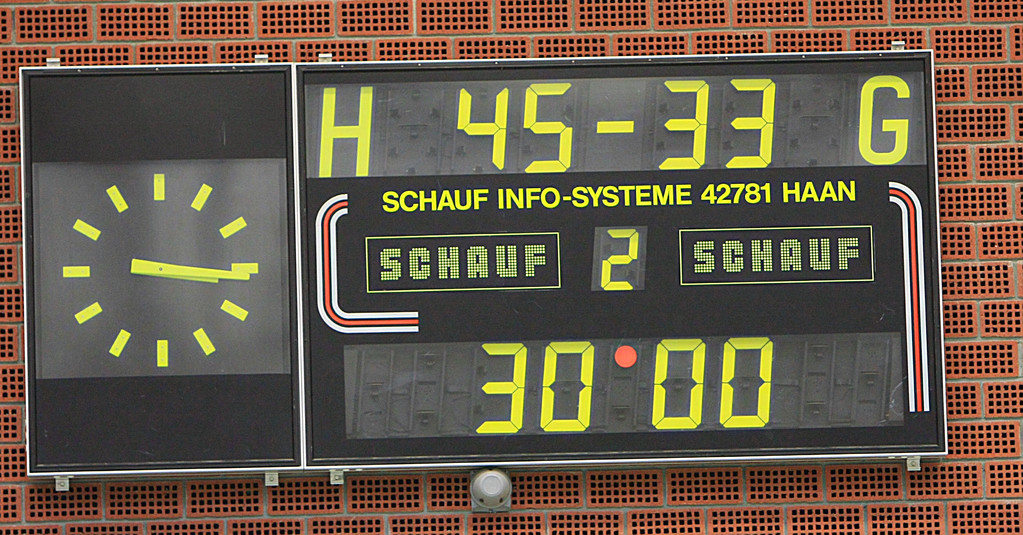 H 45-33 G
SCHAUF INFO-SYSTEME 42781 HAAN
SCHAUF 2 SCHAUF
30:00